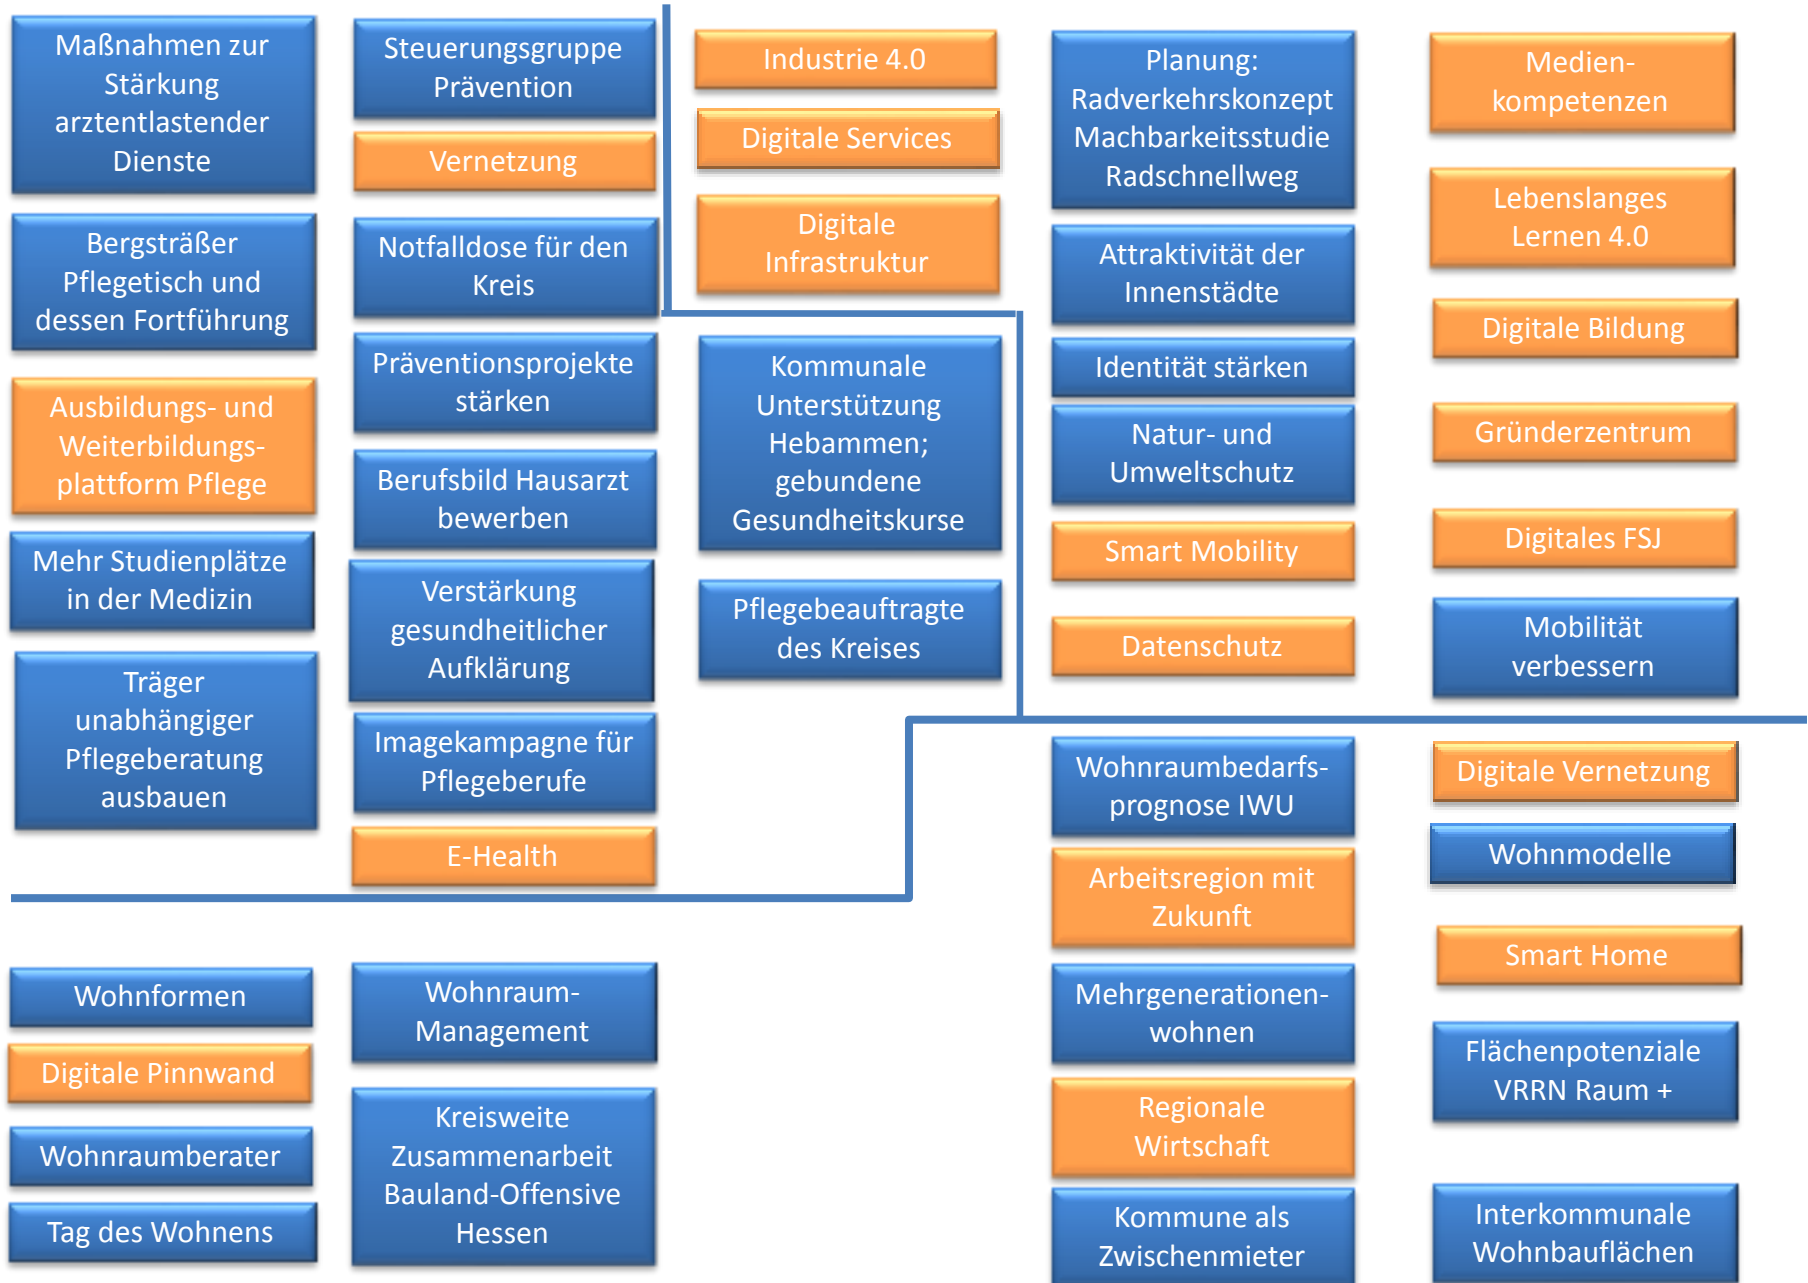 Maßnahmen zur
Stärkung
arztentlastender
Dienste
Bergsträßer
Pflegetisch und
dessen Fortführung
Ausbildungs- und
Weiterbildungs-
plattform Pflege
Mehr Studienplätze
in der Medizin
Träger
unabhängiger
Pflegeberatung
ausbauen
Steuerungsgruppe
Prävention
Vernetzung
Notfalldose für den
Kreis
Präventionsprojekte
stärken
Berufsbild Hausarzt
bewerben
Verstärkung
gesundheitlicher
Aufklärung
Imagekampagne für
Pflegeberufe
E-Health
Kommunale
Unterstützung
Hebammen;
gebundene
Gesundheitskurse
Pflegebeauftragte
des Kreises
Industrie 4.0
Digitale Services
Digitale
Infrastruktur
Planung:
Radverkehrskonzept
Machbarkeitsstudie
Radschnellweg
Attraktivität der
Innenstädte
Identität stärken
Natur- und
Umweltschutz
Smart Mobility
Datenschutz
Medien-
kompetenzen
Lebenslanges
Lernen 4.0
Digitale Bildung
Gründerzentrum
Digitales FSJ
Mobilität
verbessern
Wohnformen
Digitale Pinnwand
Wohnraumberater
Tag des Wohnens
Wohnraum-
Management
Kreisweite
Zusammenarbeit
Bauland-Offensive
Hessen
Wohnraumbedarfs-
prognose IWU
Arbeitsregion mit
Zukunft
Mehrgenerationen-
wohnen
Regionale
Wirtschaft
Kommune als
Zwischenmieter
Digitale Vernetzung
Wohnmodelle
Smart Home
Flächenpotenziale
VRRN Raum +
Interkommunale
Wohnbauflächen